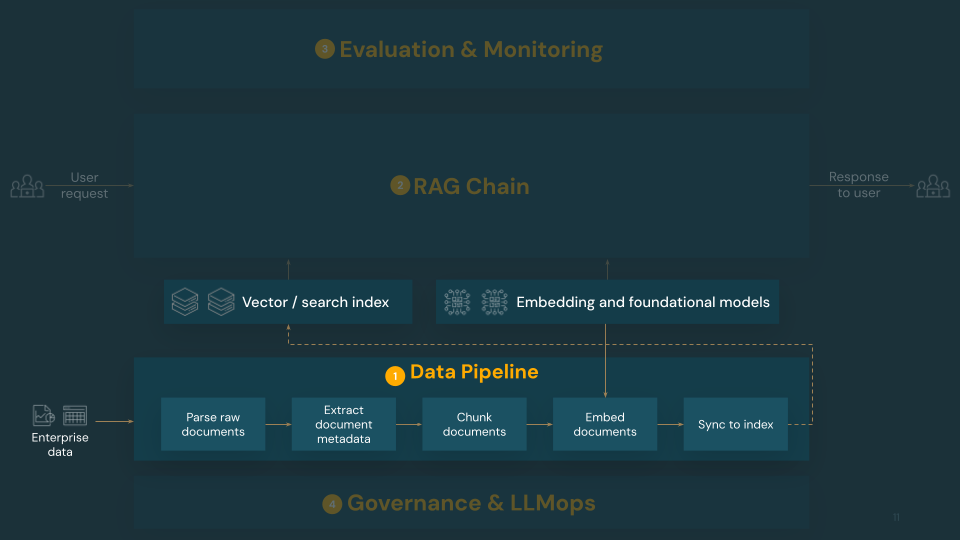 3 Evaluation & Monitoring
User
request
2 RAG Chain
Response
to user
Vector / search index
Embedding and foundational models
1 Data Pipeline
Enterprise
data
Parse raw
documents
Extract
document
metadata
Chunk
documents
Embed
documents
Sync to index
4 Governance & LLMops
11